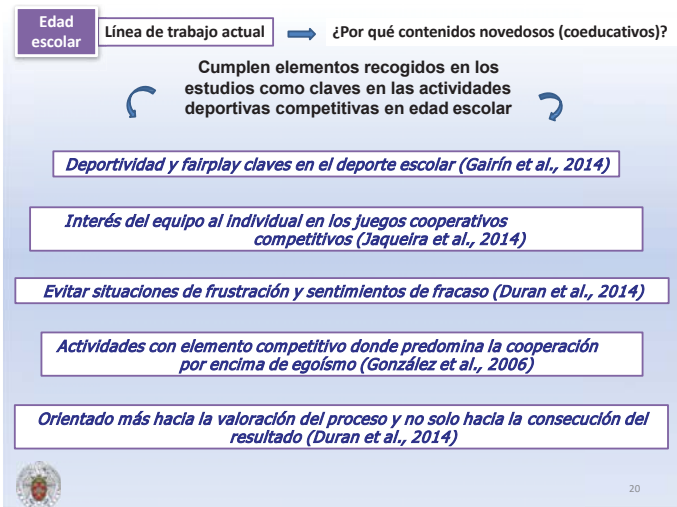 Edad
escolar
Línea de trabajo actual
¿Por qué contenidos novedosos (coeducativos)?
Cumplen elementos recogidos en los
estudios como claves en las actividades
deportivas competitivas en edad escolar
Deportividad y fairplay claves en el deporte escolar (Gairín et al., 2014)
Interés del equipo al individual en los juegos cooperativos
competitivos (Jaqueira et al., 2014)
Evitar situaciones de frustración y sentimientos de fracaso (Duran et al., 2014)
Actividades con elemento competitivo donde predomina la cooperación
por encima de egoísmo (González et al., 2006)
Orientado más hacia la valoración del proceso y no solo hacia la consecución del
resultado (Duran et al., 2014)
20